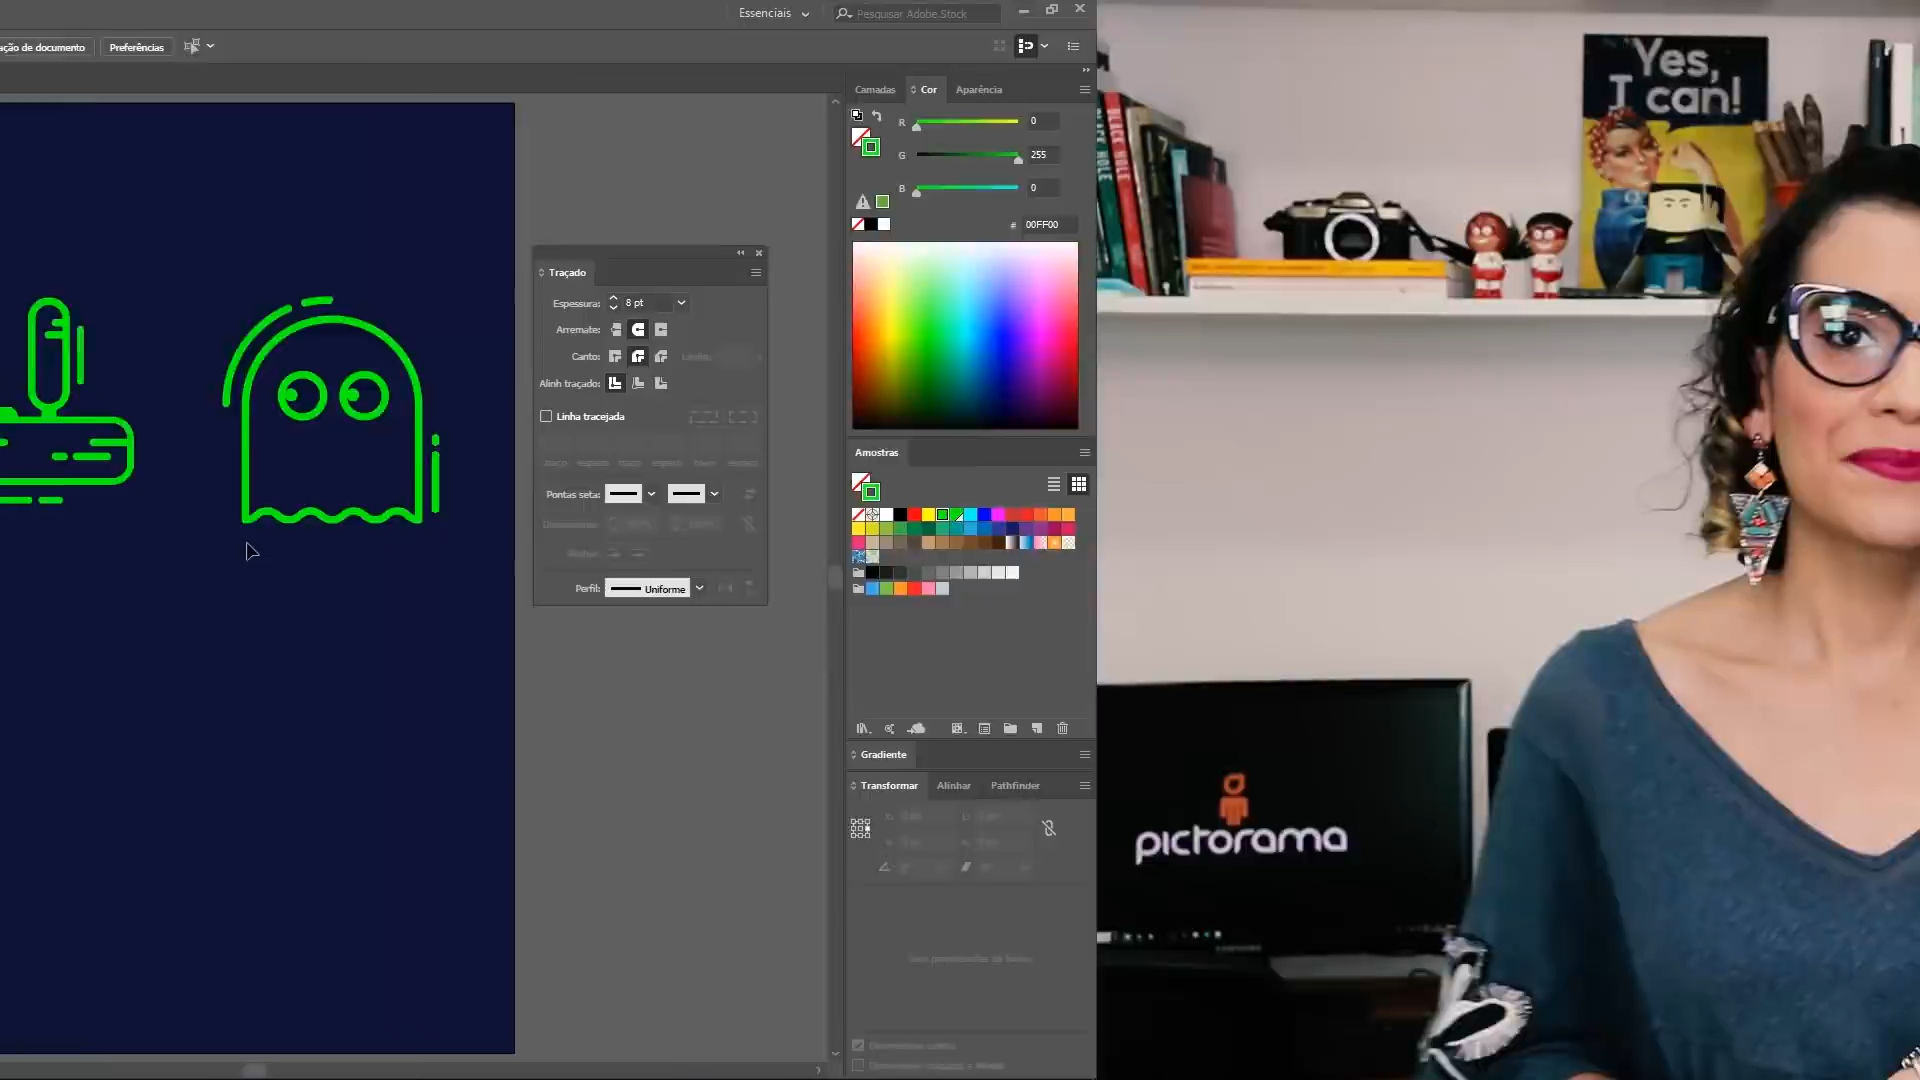 Essenciais
Pesquisar Adobe Stock
ação de documento
Preferências
Camadas
Cor
Aparência
R
0
G
255
B
0
#
00FF00
Traçado
Espessura:
8 pt
Arremate:
Canto:
Alinh traçado:
Linha tracejada
Pontas seta:
Perfil:
Uniforme
Amostras
Gradiente
Transformar
Alinhar
Pathfinder
Yes,
I can!
pictorama